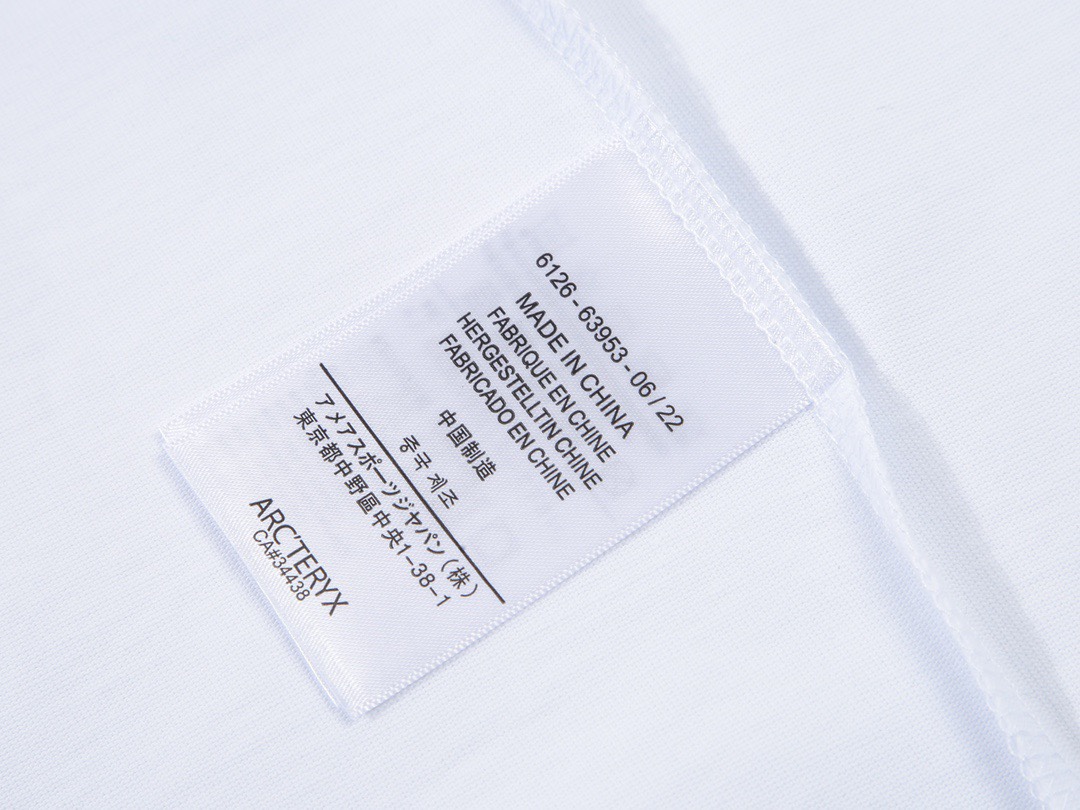 6126-63953-06/22
MADE IN CHINA
FABRIQUE EN CHINE
HERGESTELLTIN CHINE
FABRICADO EN CHINE
中国制造
중국 제조
アメアスポーツジヤパン(株)
東京都中野區中央1-38-1
ARC'TERYX
CA#34438